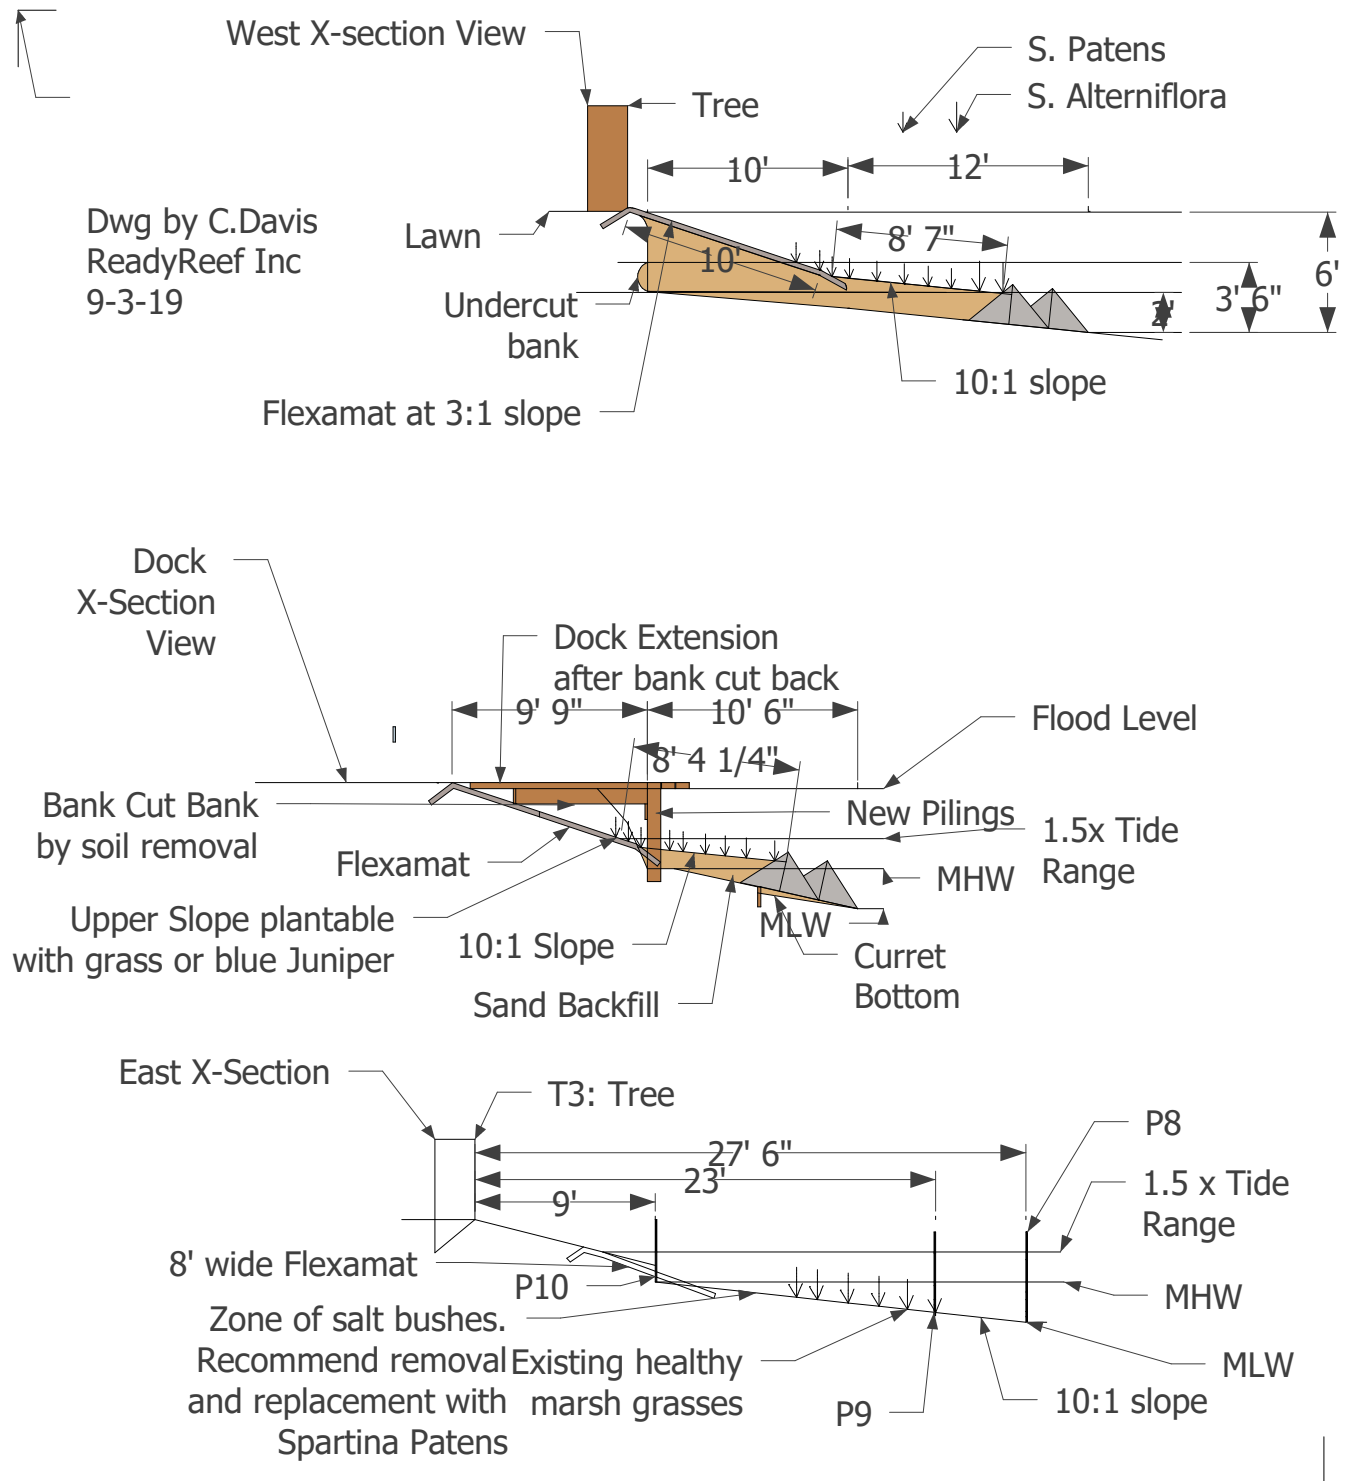 West X-section View
S. Patens
S. Alterniflora
Tree
10'
12'
Dwg by C.Davis
ReadyReef Inc
9-3-19
Lawn
8' 7"
10'
6'
3' 6"
2'
Undercut
bank
10:1 slope
Flexamat at 3:1 slope
Dock
X-Section
View
Dock Extension
after bank cut back
9' 9"
10' 6"
Flood Level
8' 4 1/4"
Bank Cut Bank
by soil removal
New Pilings
1.5x Tide
Range
Flexamat
MHW
Upper Slope plantable
with grass or blue Juniper
MLW
10:1 Slope
Curret
Bottom
Sand Backfill
East X-Section
T3: Tree
P8
27' 6"
23'
9'
1.5 x Tide
Range
8' wide Flexamat
P10
MHW
Zone of salt bushes.
Recommend removal
and replacement with
Spartina Patens
Existing healthy
marsh grasses
MLW
P9
10:1 slope